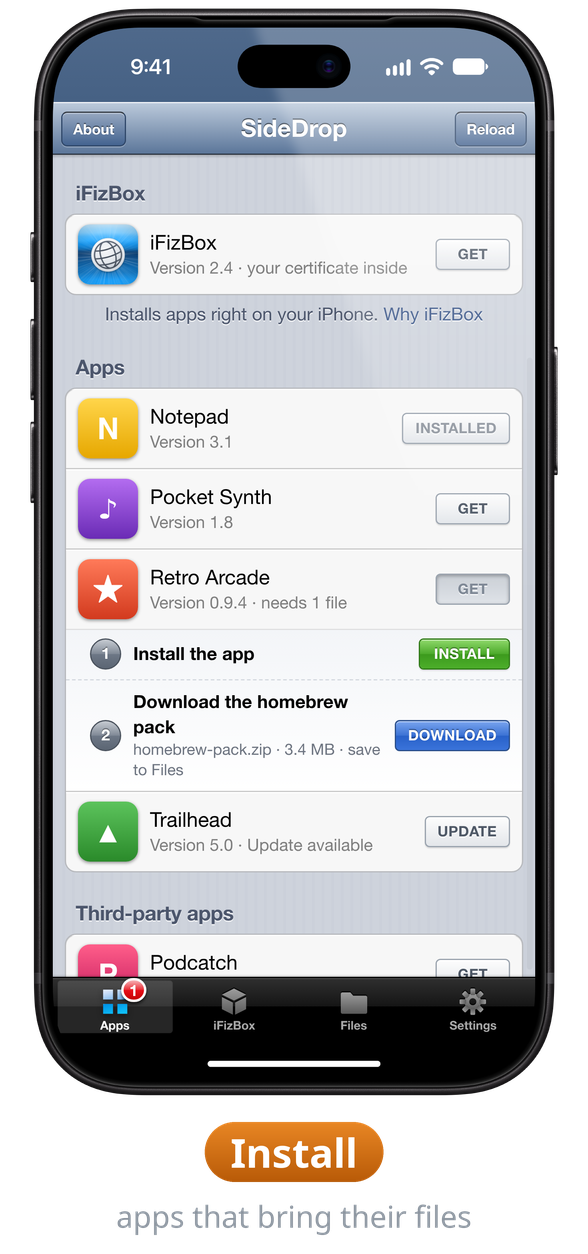 9:41
About
SideDrop
Reload
iFizBox
iFizBox
Version 2.4 · your certificate inside
GET
Installs apps right on your iPhone. Why iFizBox
Apps
N
Notepad
Version 3.1
INSTALLED
Pocket Synth
Version 1.8
GET
Retro Arcade
Version 0.9.4 · needs 1 file
GET
1
Install the app
INSTALL
2
Download the homebrew
pack
homebrew-pack.zip · 3.4 MB · save
to Files
DOWNLOAD
Trailhead
Version 5.0 · Update available
UPDATE
Third-party apps
P
Podcatch
GET
1
Apps
iFizBox
Files
Settings
Install
apps that bring their files